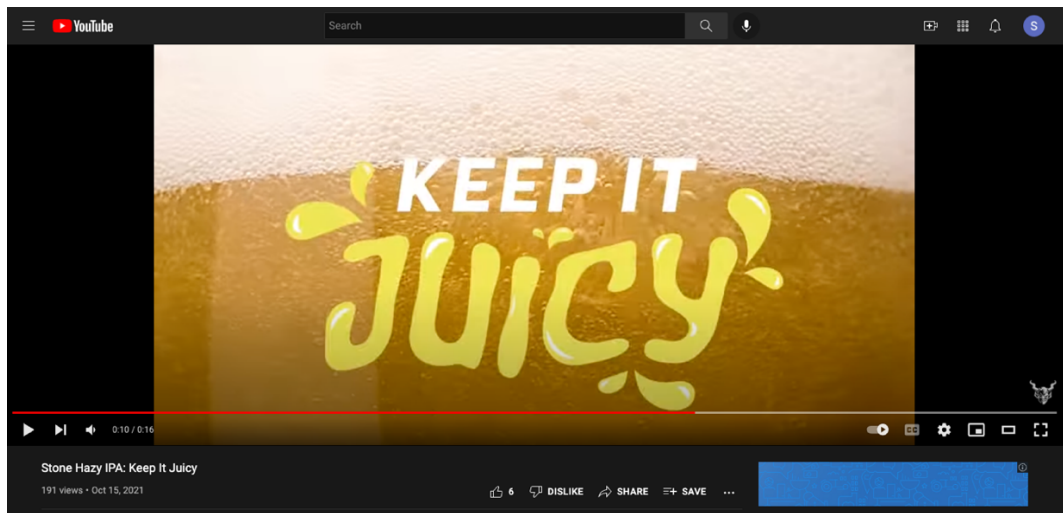 YouTube
Search
S
KEEP IT
JUICY
0:10 / 0:16
CC
Stone Hazy IPA: Keep It Juicy
191 views • Oct 15, 2021
6 DISLIKE SHARE SAVE ...